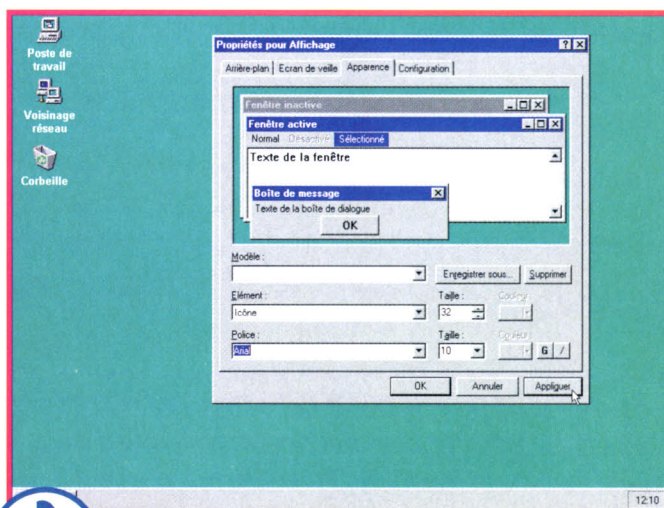 Poste de
travail
Voisinage
réseau
Corbeille
Propriétés pour Affichage
Arrière-plan Ecran de veille Apparence Configuration
Fenêtre inactive
Fenêtre active
Normal Désactivé Sélectionné
Texte de la fenêtre
Boîte de message
Texte de la boîte de dialogue
OK
Modèle :
Enregistrer sous... Supprimer
Elément : Taille : Couleur
Icône 32
Police : Taille : Couleur
Arial 10 G I
OK Annuler Appliquer
12:10